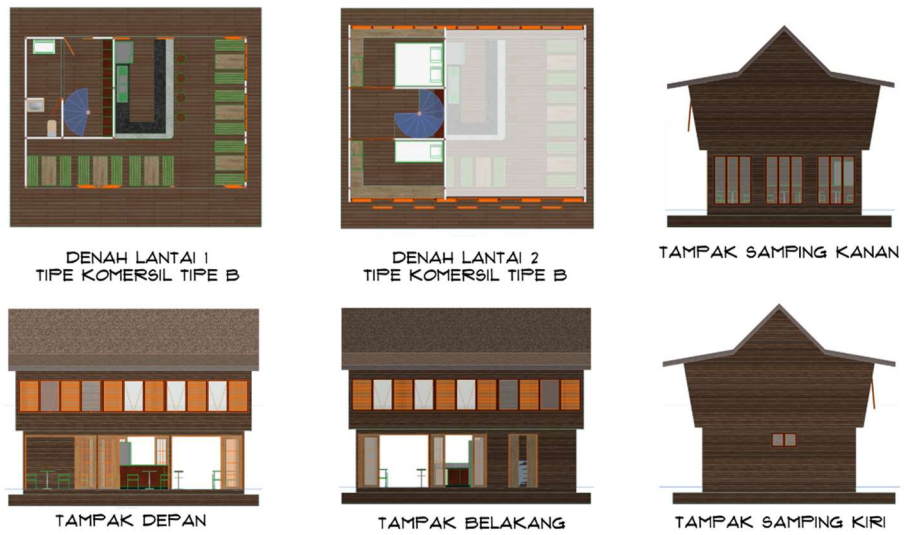 DENAH LANTAI 1
TIPE KOMERSIL TIPE B
DENAH LANTAI 2
TIPE KOMERSIL TIPE B
TAMPAK SAMPING KANAN
TAMPAK DEPAN
TAMPAK BELAKANG
TAMPAK SAMPING KIRI